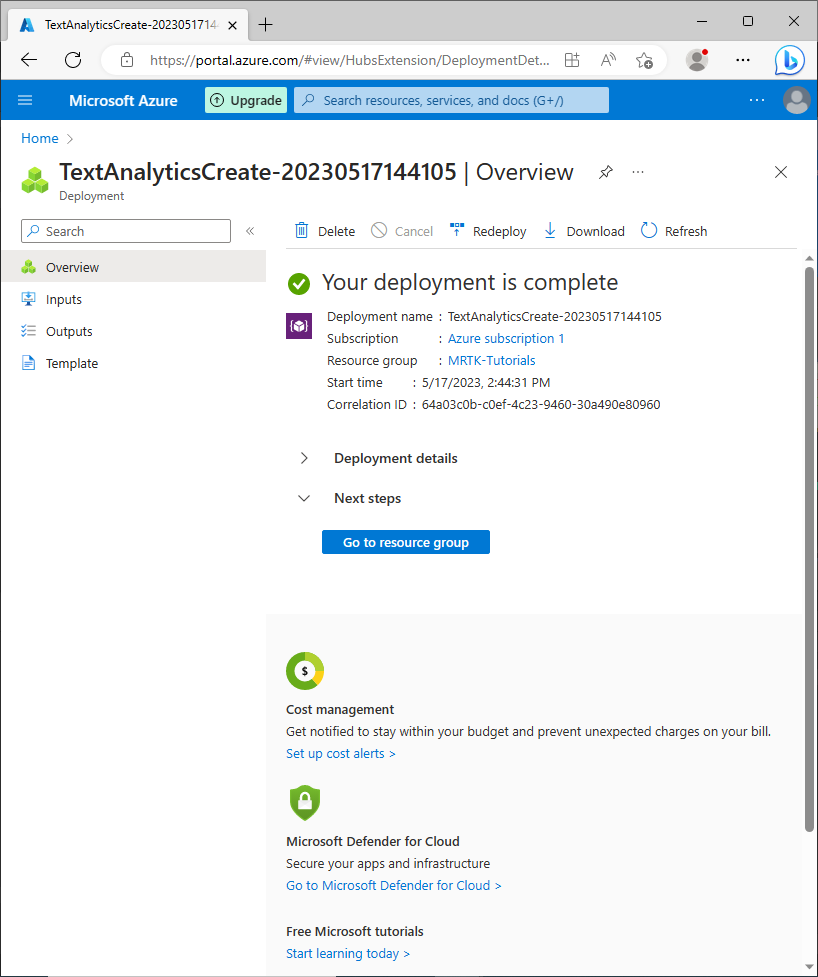 TextAnalyticsCreate-2023051714
https://portal.azure.com/#view/HubsExtension/DeploymentDet...
Microsoft Azure
Upgrade
Search resources, services, and docs (G+/)
Home
TextAnalyticsCreate-20230517144105 | Overview
Deployment
Search
Overview
Inputs
Outputs
Template
Delete
Cancel
Redeploy
Download
Refresh
Your deployment is complete
Deployment name : TextAnalyticsCreate-20230517144105
Subscription : Azure subscription 1
Resource group : MRTK-Tutorials
Start time : 5/17/2023, 2:44:31 PM
Correlation ID : 64a03c0b-c0ef-4c23-9460-30a490e80960
Deployment details
Next steps
Go to resource group
$
Cost management
Get notified to stay within your budget and prevent unexpected charges on your bill.
Set up cost alerts >
Microsoft Defender for Cloud
Secure your apps and infrastructure
Go to Microsoft Defender for Cloud >
Free Microsoft tutorials
Start learning today >